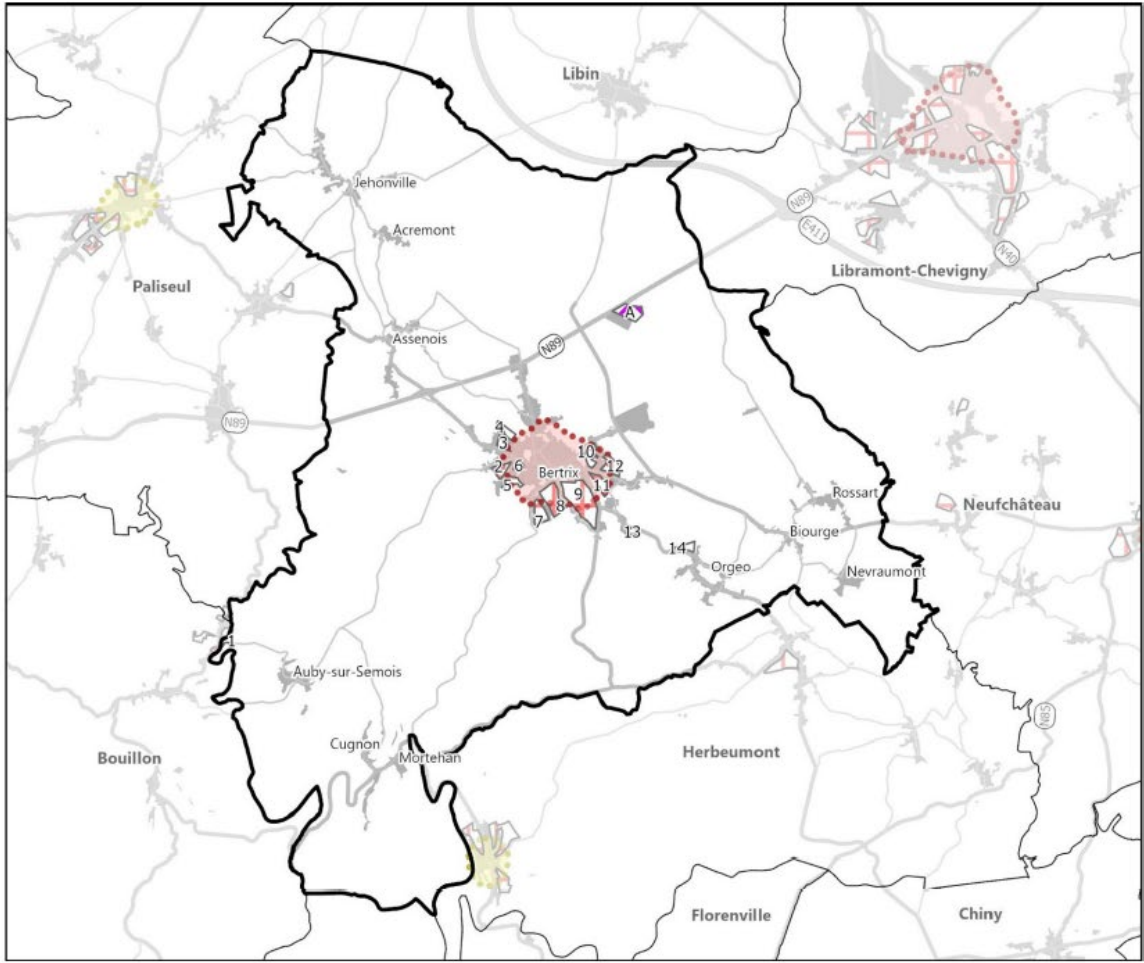 Libin
N89
E411
N40
Libramont-Chevigny
Jehonville
Acremont
Paliseul
A
Assenois
N89
N89
4
3
10
2
6
Bertrix
12
5
11
9
8
7
13
14
Rossart
Neufchâteau
Biourge
Orgeo
Nevraumont
1
Auby-sur-Semois
N85
Cugnon
Mortehan
Bouillon
Herbeumont
Florenville
Chiny